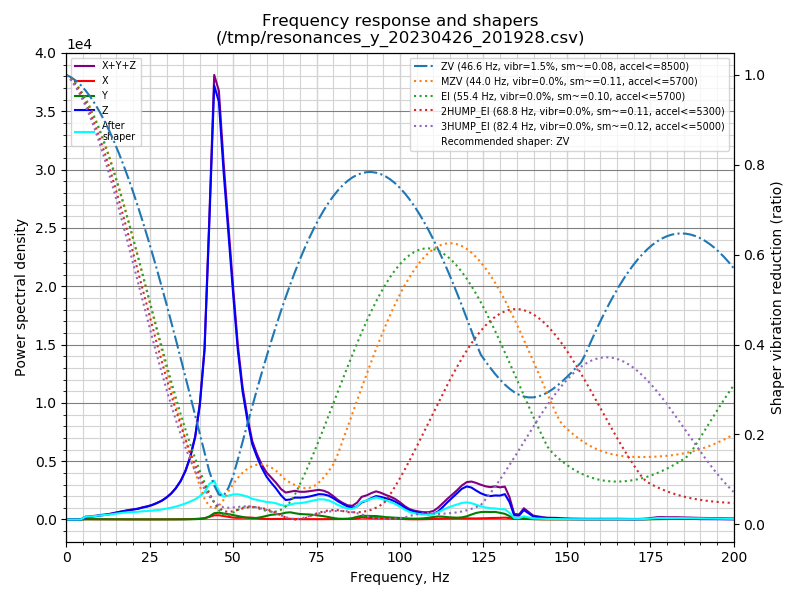 Frequency response and shapers
(/tmp/resonances_y_20230426_201928.csv)
1e4
X+Y+Z
X
Y
Z
After
shaper
ZV (46.6 Hz, vibr=1.5%, sm~=0.08, accel<=8500)
MZV (44.0 Hz, vibr=0.0%, sm~=0.11, accel<=5700)
EI (55.4 Hz, vibr=0.0%, sm~=0.10, accel<=5700)
2HUMP_EI (68.8 Hz, vibr=0.0%, sm~=0.11, accel<=5300)
3HUMP_EI (82.4 Hz, vibr=0.0%, sm~=0.12, accel<=5000)
Recommended shaper: ZV
4.0
3.5
3.0
2.5
2.0
1.5
1.0
0.5
0.0
Power spectral density
1.0
0.8
0.6
0.4
0.2
0.0
Shaper vibration reduction (ratio)
0 25 50 75 100 125 150 175 200
Frequency, Hz